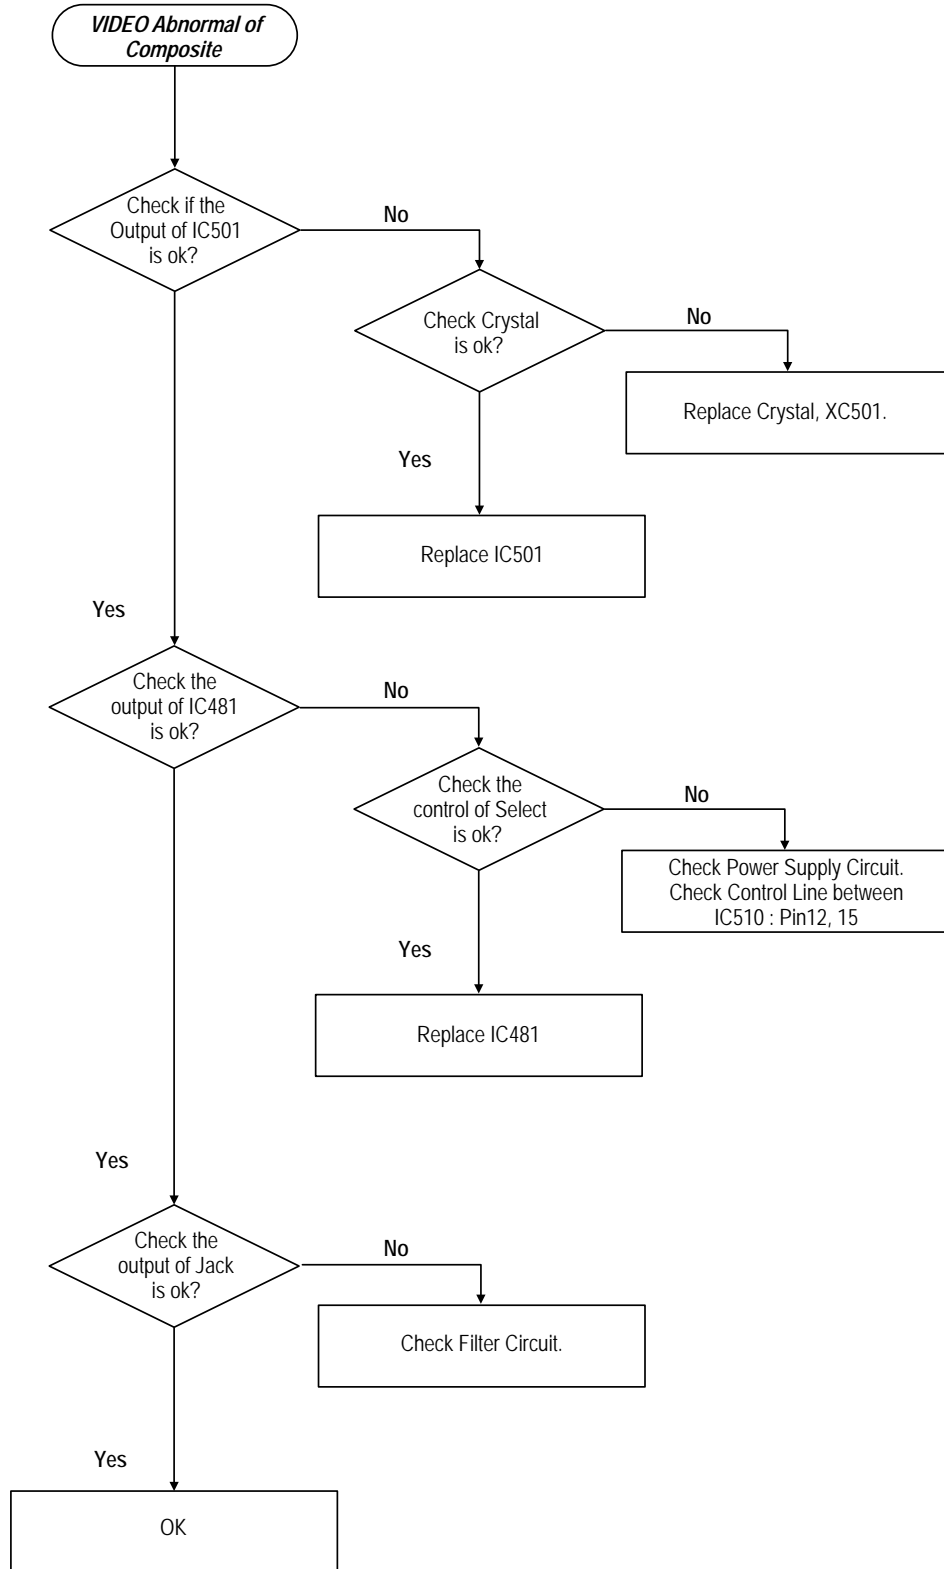 VIDEO Abnormal of
Composite
Check if the
Output of IC501
is ok?
No
Check Crystal
is ok?
No
Replace Crystal, XC501.
Yes
Replace IC501
Yes
Check the
output of IC481
is ok?
No
Check the
control of Select
is ok?
No
Check Power Supply Circuit.
Check Control Line between
IC510 : Pin12, 15
Yes
Replace IC481
Yes
Check the
output of Jack
is ok?
No
Check Filter Circuit.
Yes
OK